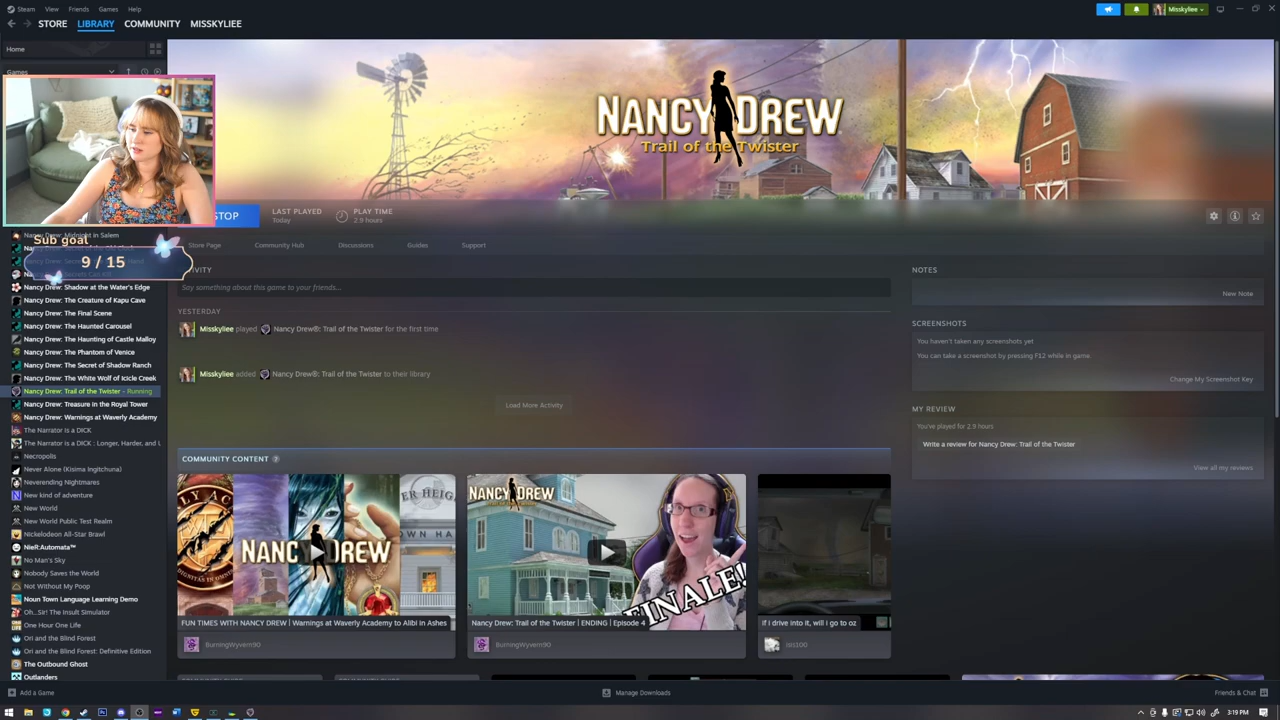 Steam View Friends Games Help
Misskyliee
STORE LIBRARY COMMUNITY MISSKYLIEE
Home
Games
NANCY DREW
Trail of the Twister
STOP
LAST PLAYED
Today
PLAY TIME
2.9 hours
Store Page Community Hub Discussions Guides Support
Nancy Drew: Midnight in Salem
Sub goal
9 / 15
Nancy Drew: Shadow at the Water's Edge
Nancy Drew: The Creature of Kapu Cave
Nancy Drew: The Final Scene
Nancy Drew: The Haunted Carousel
Nancy Drew: The Haunting of Castle Malloy
Nancy Drew: The Phantom of Venice
Nancy Drew: The Secret of Shadow Ranch
Nancy Drew: The White Wolf of Icicle Creek
Nancy Drew: Trail of the Twister - Running
Nancy Drew: Treasure in the Royal Tower
Nancy Drew: Warnings at Waverly Academy
The Narrator is a DICK
The Narrator is a DICK : Longer, Harder, and
Necropolis
Never Alone (Kisima Ingitchuna)
Neverending Nightmares
New kind of adventure
New World
New World Public Test Realm
Nickelodeon All-Star Brawl
NieR:Automata™
No Man's Sky
Nobody Saves the World
Not Without My Poop
Noun Town Language Learning Demo
Oh...Sir! The Insult Simulator
One Hour One Life
Ori and the Blind Forest
Ori and the Blind Forest: Definitive Edition
The Outbound Ghost
Outlanders
Say something about this game to your friends...
YESTERDAY
Misskyliee played Nancy Drew®: Trail of the Twister for the first time
Misskyliee added Nancy Drew®: Trail of the Twister to their library
Load More Activity
NOTES
New Note
SCREENSHOTS
You haven't taken any screenshots yet
You can take a screenshot by pressing F12 while in game
Change My Screenshot Key
MY REVIEW
You've played for 2.9 hours
Write a review for Nancy Drew: Trail of the Twister
View all my reviews
COMMUNITY CONTENT ?
NANCY DREW
FUN TIMES WITH NANCY DREW | Warnings at Waverly Academy to Alibi in Ashes
BurningWyvern90
NANCY DREW
FINALE!
Nancy Drew: Trail of the Twister | ENDING | Episode 4
BurningWyvern90
if i drive into it, will i go to oz
isis100
Add a Game
Manage Downloads
Friends & Chat
3:19 PM